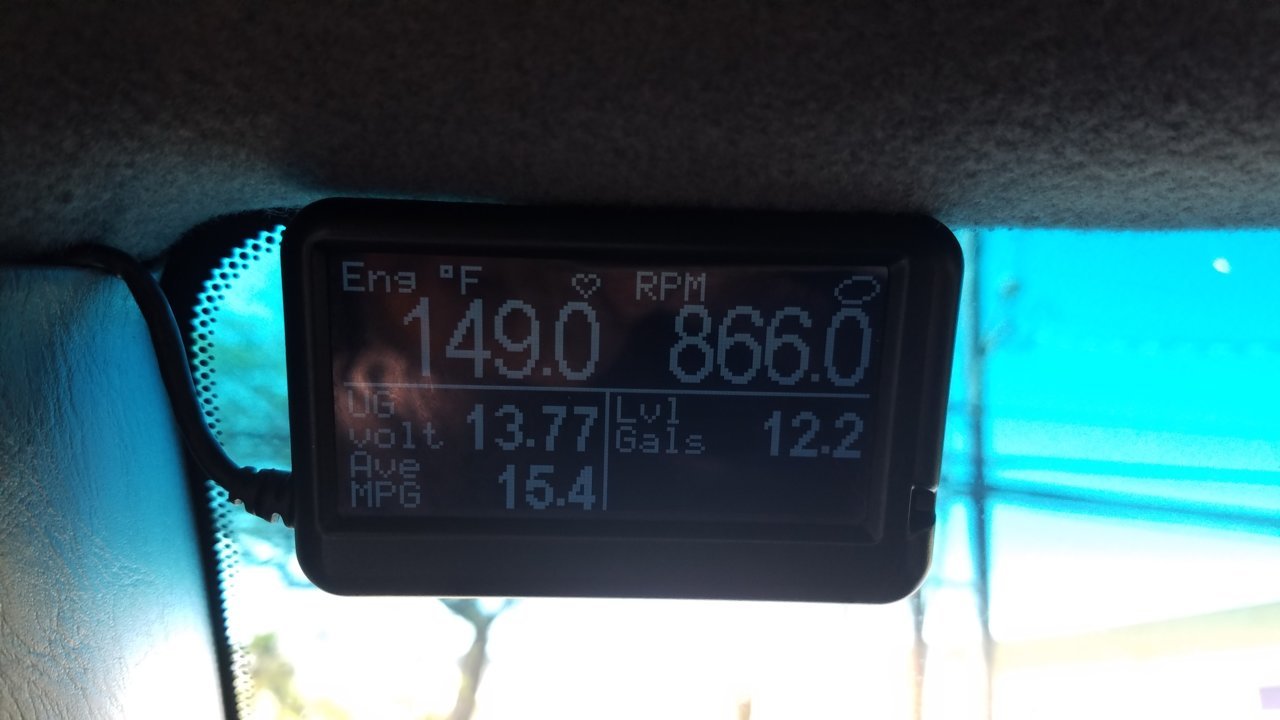 Eng °F RPM
149.0 866.0
UG volt 13.77
Lvl Gals 12.2
Ave MPG 15.4